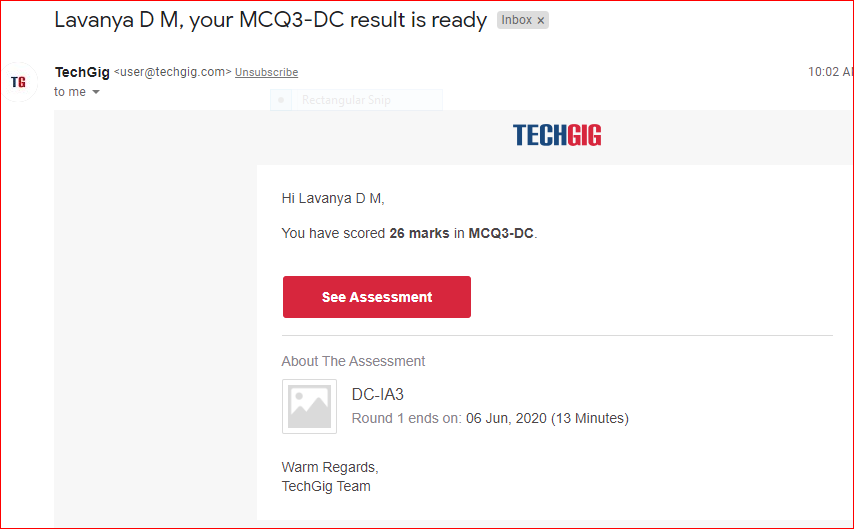 Lavanya D M, your MCQ3-DC result is ready Inbox ×
TG TechGig <user@techgig.com> Unsubscribe 10:02 AM
to me
Rectangular Snip
TECHGIG
Hi Lavanya D M,
You have scored 26 marks in MCQ3-DC.
See Assessment
About The Assessment
DC-IA3
Round 1 ends on: 06 Jun, 2020 (13 Minutes)
Warm Regards,
TechGig Team